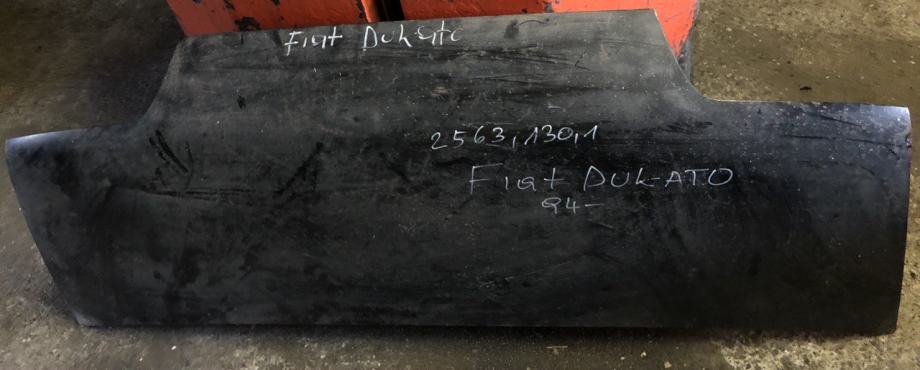 Fiat Dukato
2563,130,1
Fiat DUKATO
94-